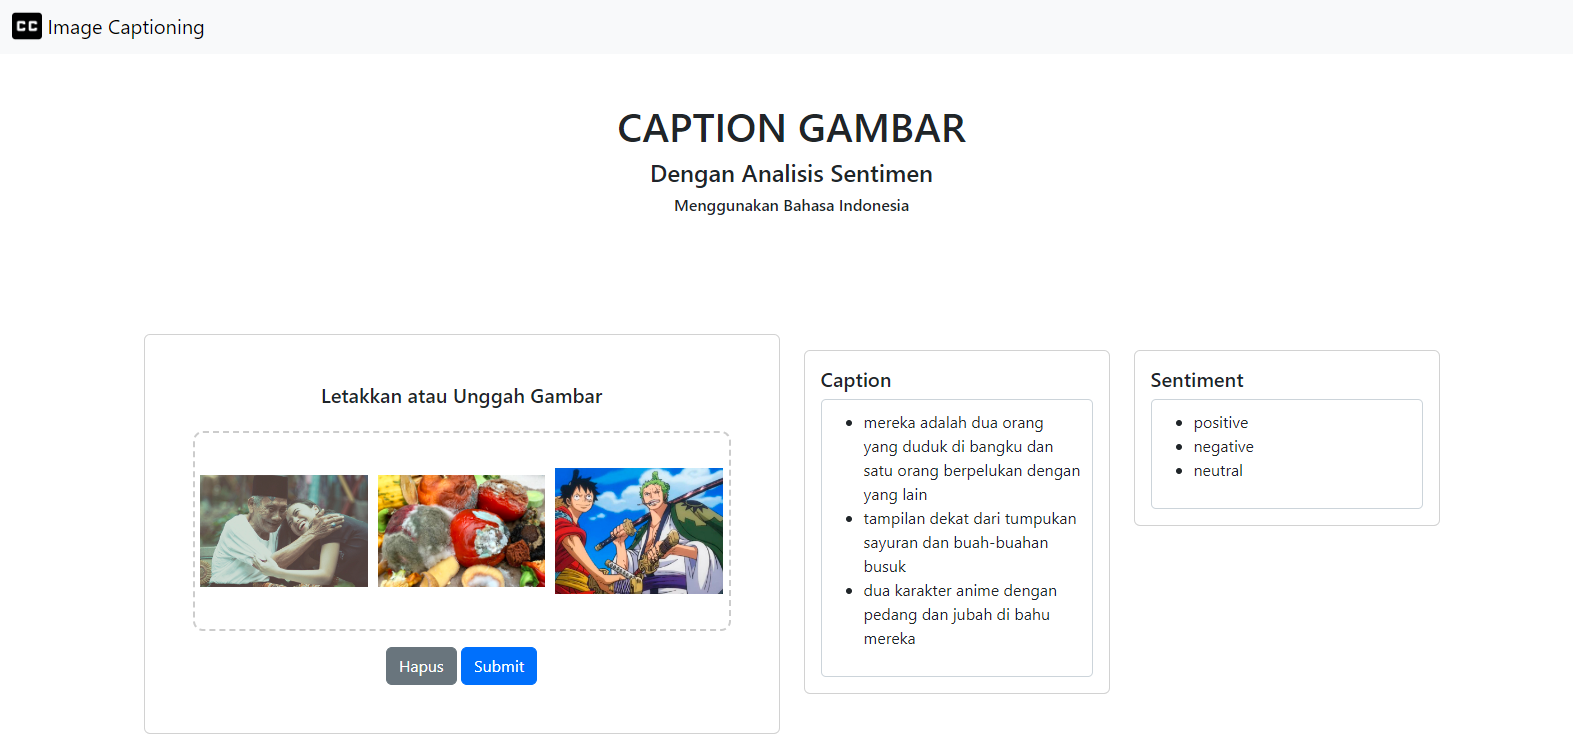 CC Image Captioning
CAPTION GAMBAR
Dengan Analisis Sentimen
Menggunakan Bahasa Indonesia
Letakkan atau Unggah Gambar
Hapus Submit
Caption
• mereka adalah dua orang
yang duduk di bangku dan
satu orang berpelukan dengan
yang lain
• tampilan dekat dari tumpukan
sayuran dan buah-buahan
busuk
• dua karakter anime dengan
pedang dan jubah di bahu
mereka
Sentiment
• positive
• negative
• neutral